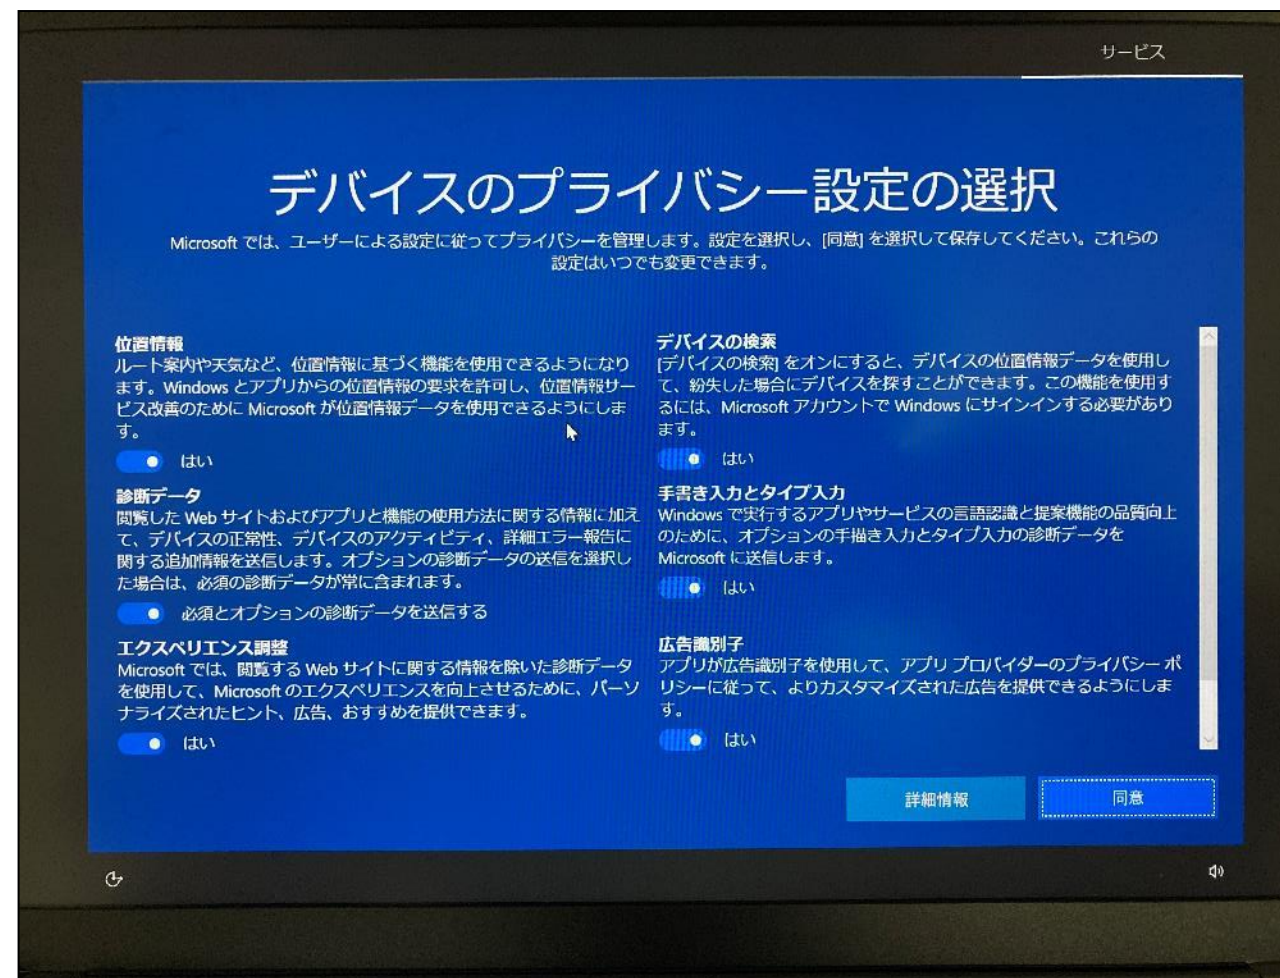 サービス
デバイスのプライバシー設定の選択
Microsoft では、ユーザーによる設定に従ってプライバシーを管理します。設定を選択し、[同意] を選択して保存してください。これらの
設定はいつでも変更できます。
位置情報
ルート案内や天気など、位置情報に基づく機能を使用できるようになり
ます。Windows とアプリからの位置情報の要求を許可し、位置情報サー
ビス改善のために Microsoft が位置情報データを使用できるようにしま
す。
はい
診断データ
閲覧した Web サイトおよびアプリと機能の使用方法に関する情報に加え
て、デバイスの正常性、デバイスのアクティビティ、詳細エラー報告に
関する追加情報を送信します。オプションの診断データの送信を選択し
た場合は、必須の診断データが常に含まれます。
必須とオプションの診断データを送信する
エクスペリエンス調整
Microsoft では、閲覧する Web サイトに関する情報を除いた診断データ
を使用して、Microsoft のエクスペリエンスを向上させるために、パーソ
ナライズされたヒント、広告、おすすめを提供できます。
はい
デバイスの検索
[デバイスの検索] をオンにすると、デバイスの位置情報データを使用し
て、紛失した場合にデバイスを探すことができます。この機能を使用す
るには、Microsoft アカウントで Windows にサインインする必要があり
ます。
はい
手書き入力とタイプ入力
Windows で実行するアプリやサービスの言語認識と提案機能の品質向上
のために、オプションの手描き入力とタイプ入力の診断データを
Microsoft に送信します。
はい
広告識別子
アプリが広告識別子を使用して、アプリ プロバイダーのプライバシー ポ
リシーに従って、よりカスタマイズされた広告を提供できるようにしま
す。
はい
詳細情報
同意